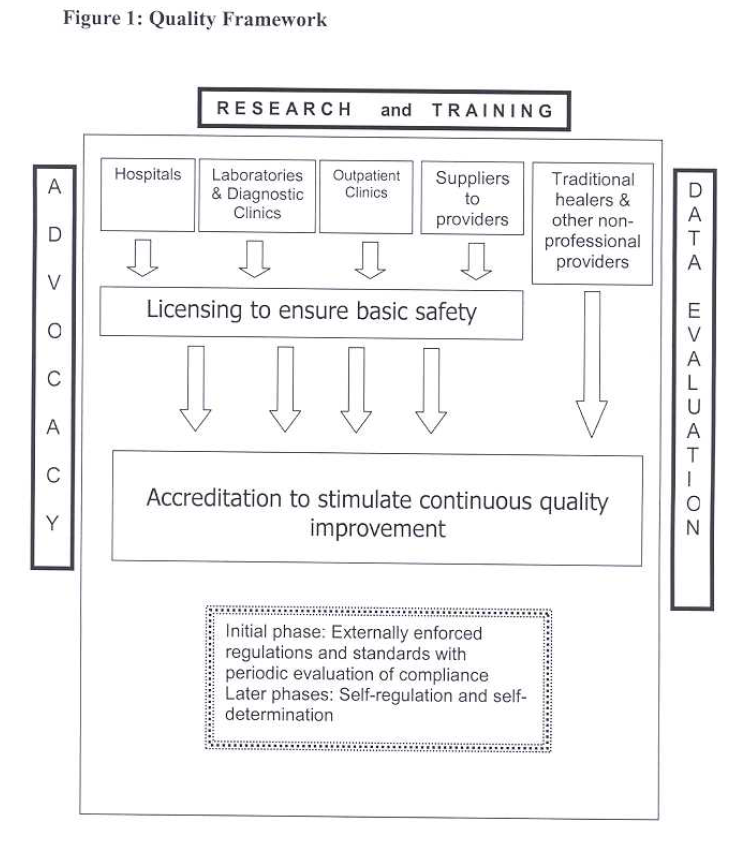 Figure 1: Quality Framework
RESEARCH and TRAINING
ADVOCACY
Hospitals
Laboratories
& Diagnostic
Clinics
Outpatient
Clinics
Suppliers
to
providers
Traditional
healers &
other non-
professional
providers
DATA EVALUATION
Licensing to ensure basic safety
Accreditation to stimulate continuous quality
improvement
Initial phase: Externally enforced
regulations and standards with
periodic evaluation of compliance
Later phases: Self-regulation and self-
determination